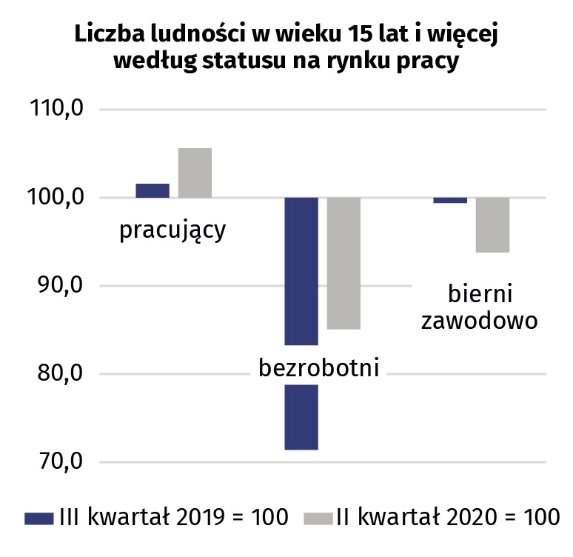 Liczba ludności w wieku 15 lat i więcej
według statusu na rynku pracy
110,0
100,0
pracujący
90,0
bierni
zawodowo
80,0
bezrobotni
70,0
III kwartał 2019 = 100 II kwartał 2020 = 100